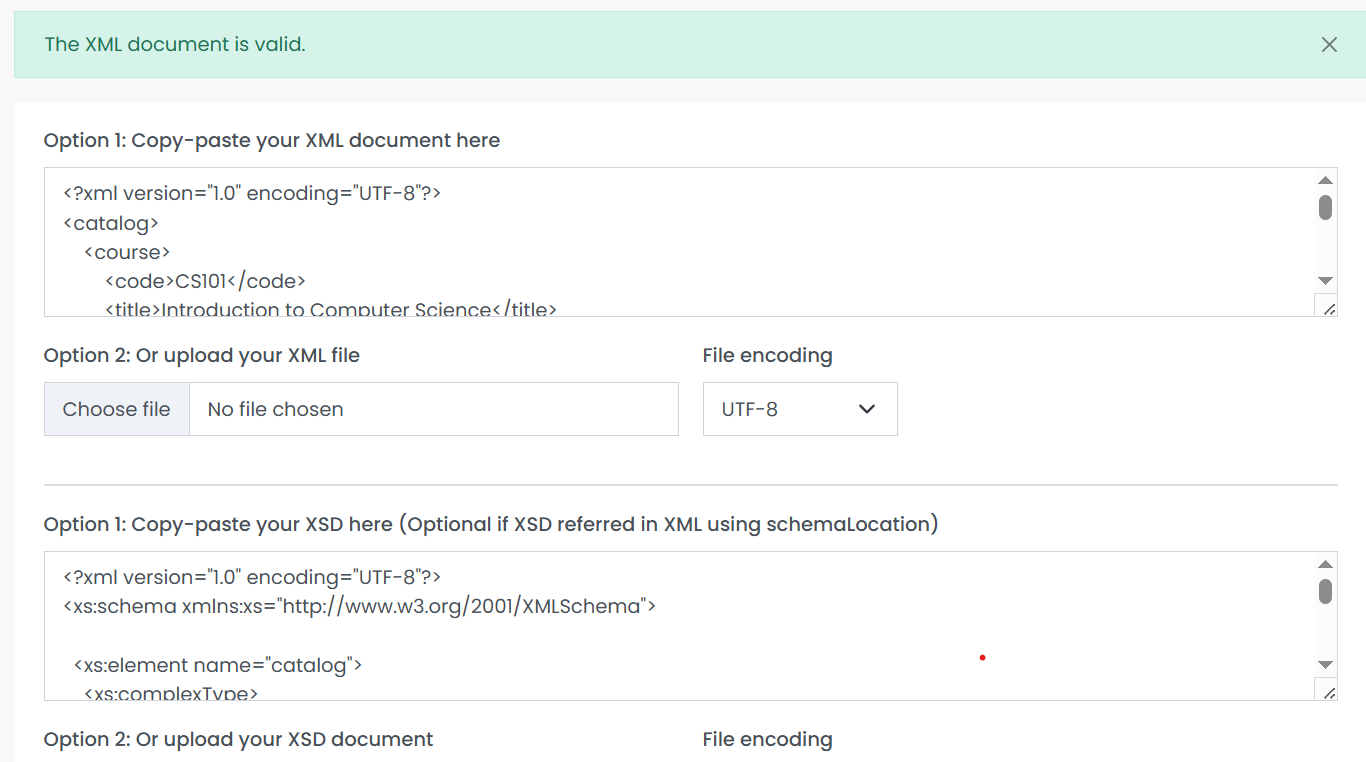 The XML document is valid.
Option 1: Copy-paste your XML document here
<?xml version="1.0" encoding="UTF-8"?>
<catalog>
<course>
<code>CS101</code>
<title>Introduction to Computer Science</title>
Option 2: Or upload your XML file
File encoding
Choose file
No file chosen
UTF-8
Option 1: Copy-paste your XSD here (Optional if XSD referred in XML using schemaLocation)
<?xml version="1.0" encoding="UTF-8"?>
<xs:schema xmlns:xs="http://www.w3.org/2001/XMLSchema">
<xs:element name="catalog">
<xs:complexType>
Option 2: Or upload your XSD document
File encoding